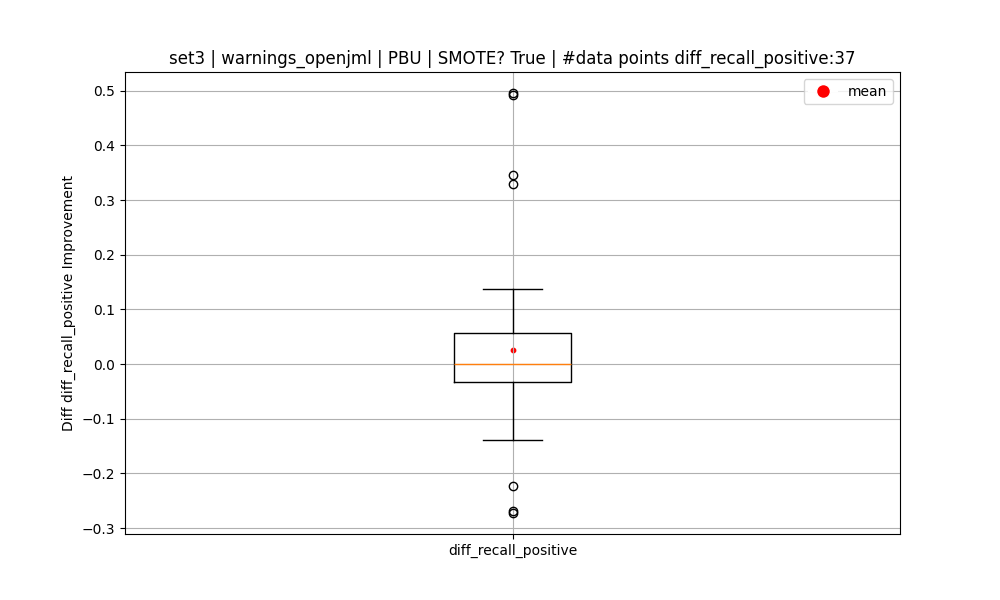 set3 | warnings_openjml | PBU | SMOTE? True | #data points diff_recall_positive:37
mean
Diff diff_recall_positive Improvement
0.5
0.4
0.3
0.2
0.1
0.0
−0.1
−0.2
−0.3
diff_recall_positive